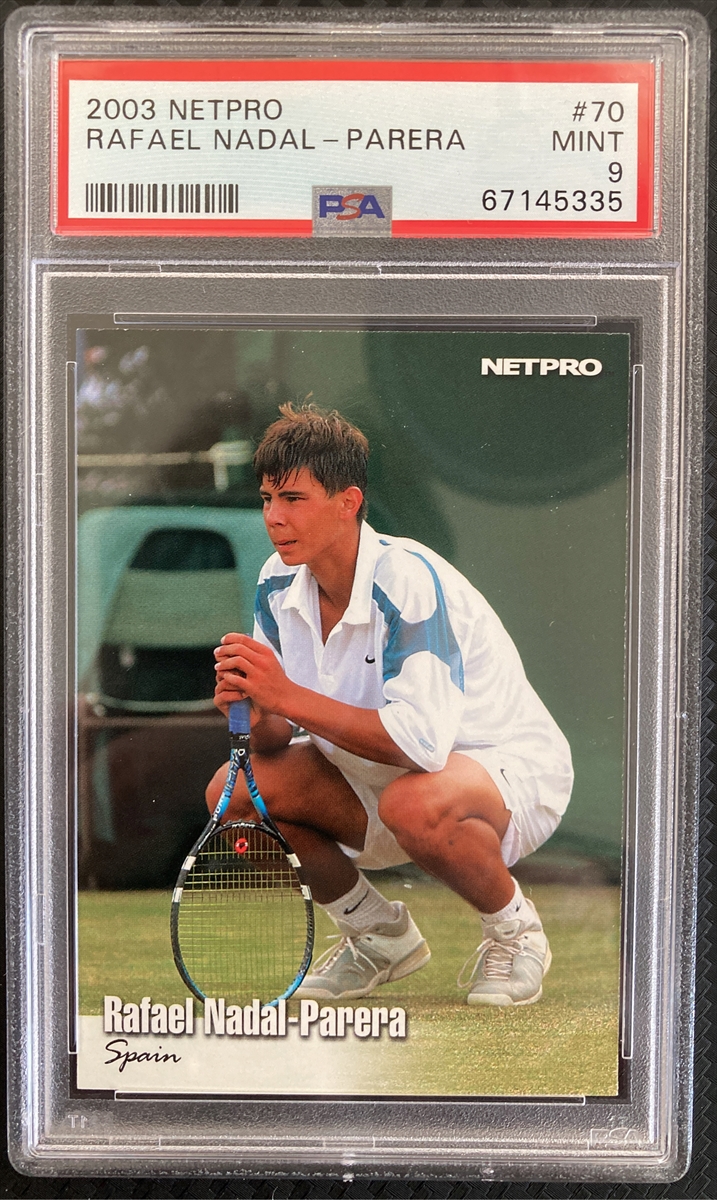 2003 NETPRO
#70
RAFAEL NADAL-PARERA
MINT
9
67145335
PSA
NETPRO
Rafael Nadal-Parera
Spain